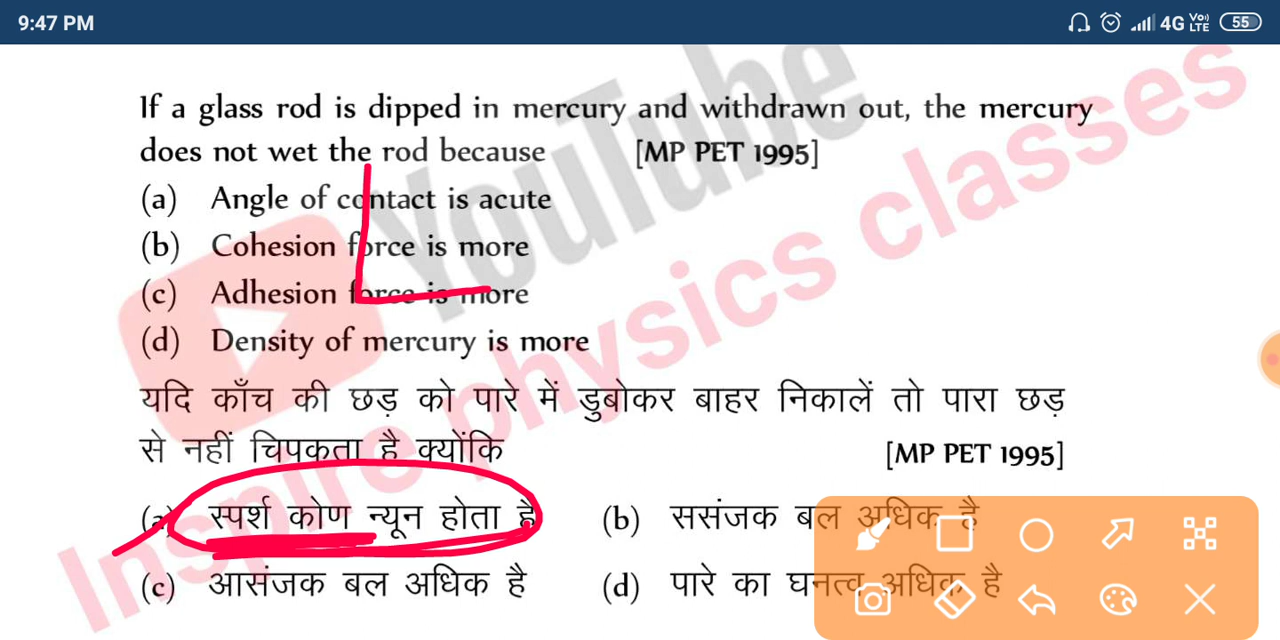 9:47 PM 4G Vo) LTE 55
If a glass rod is dipped in mercury and withdrawn out, the mercury
does not wet the rod because [MP PET 1995]
(a) Angle of contact is acute
(b) Cohesion force is more
(c) Adhesion force is more
(d) Density of mercury is more
यदि काँच की छड़ को पारे में डुबोकर बाहर निकालें तो पारा छड़
से नहीं चिपकता है क्योंकि [MP PET 1995]
(a) स्पर्श कोण न्यून होता है (b) ससंजक बल अधिक है
(c) आसंजक बल अधिक है (d) पारे का घनत्व अधिक है
YouTube
Inspire physics classes